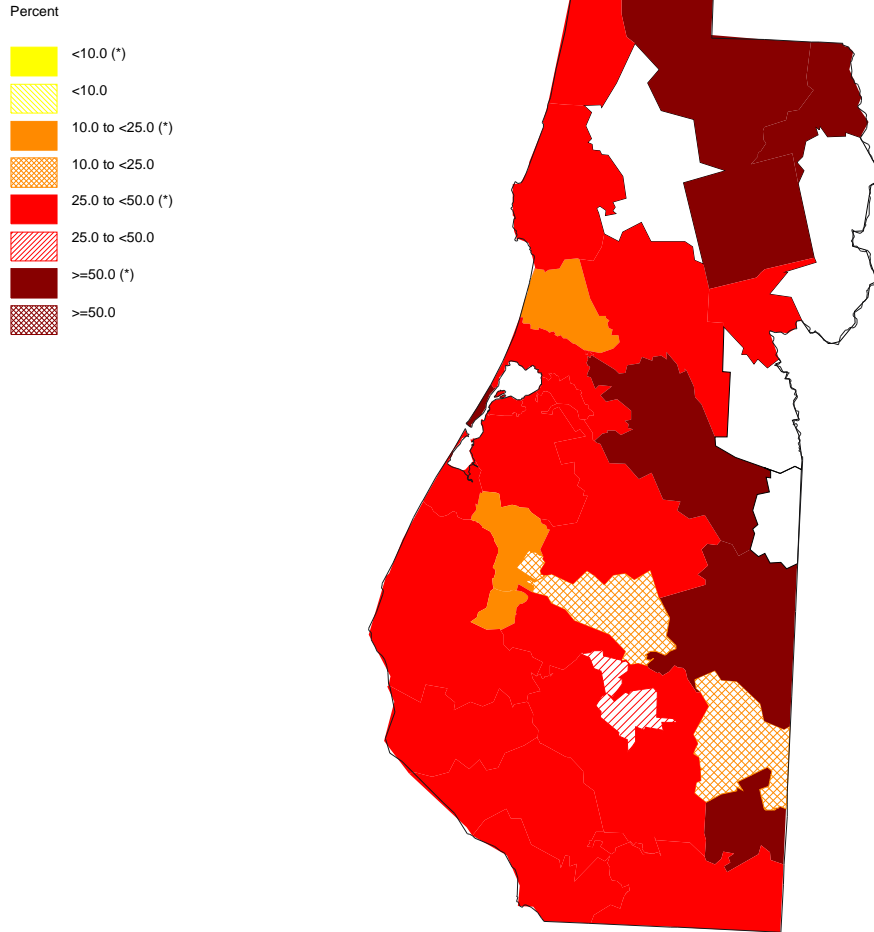 Percent
<10.0 (*)
<10.0
10.0 to <25.0 (*)
10.0 to <25.0
25.0 to <50.0 (*)
25.0 to <50.0
>=50.0 (*)
>=50.0